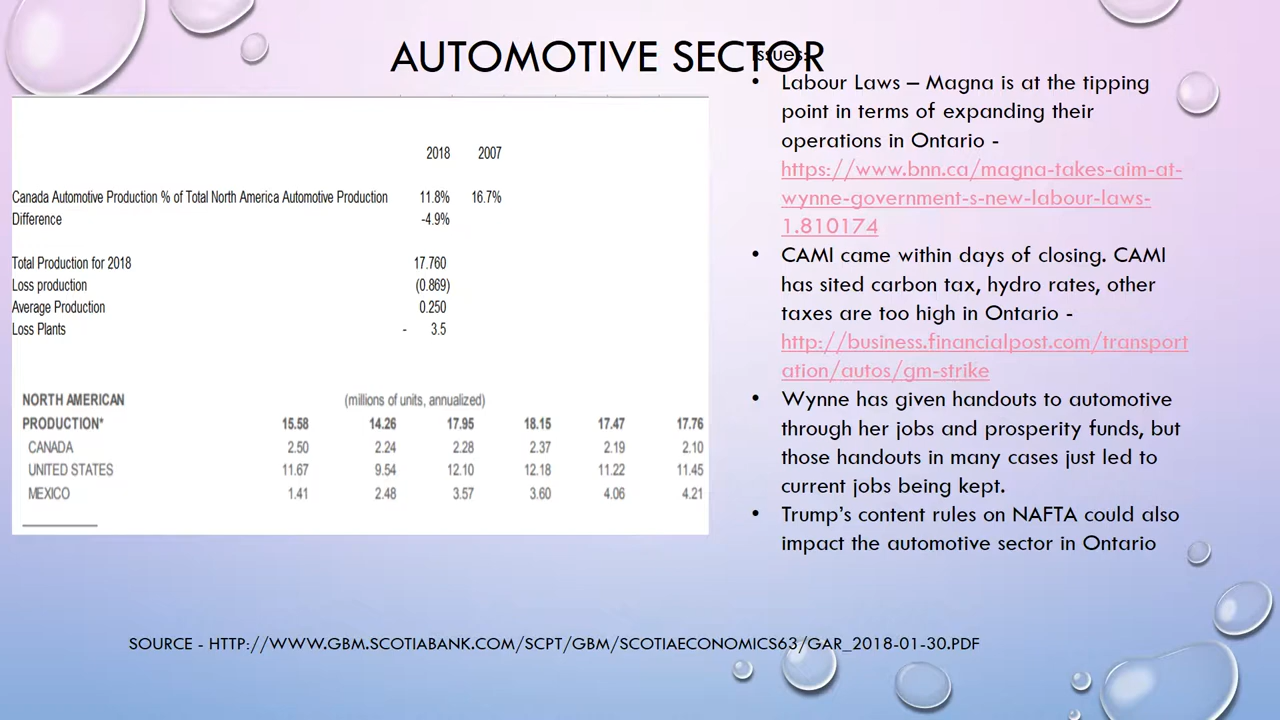 AUTOMOTIVE SECTOR
2018 2007
Canada Automotive Production % of Total North America Automotive Production 11.8% 16.7%
Difference -4.9%
Total Production for 2018 17.760
Loss production (0.869)
Average Production 0.250
Loss Plants - 3.5
NORTH AMERICAN (millions of units, annualized)
PRODUCTION* 15.58 14.26 17.95 18.15 17.47 17.76
CANADA 2.50 2.24 2.28 2.37 2.19 2.10
UNITED STATES 11.67 9.54 12.10 12.18 11.22 11.45
MEXICO 1.41 2.48 3.57 3.60 4.06 4.21
Issues:
• Labour Laws – Magna is at the tipping
point in terms of expanding their
operations in Ontario -
https://www.bnn.ca/magna-takes-aim-at-
wynne-government-s-new-labour-laws-
1.810174
• CAMI came within days of closing. CAMI
has sited carbon tax, hydro rates, other
taxes are too high in Ontario -
http://business.financialpost.com/transport
ation/autos/gm-strike
• Wynne has given handouts to automotive
through her jobs and prosperity funds, but
those handouts in many cases just led to
current jobs being kept.
• Trump's content rules on NAFTA could also
impact the automotive sector in Ontario
SOURCE - HTTP://WWW.GBM.SCOTIABANK.COM/SCPT/GBM/SCOTIAECONOMICS63/GAR_2018-01-30.PDF